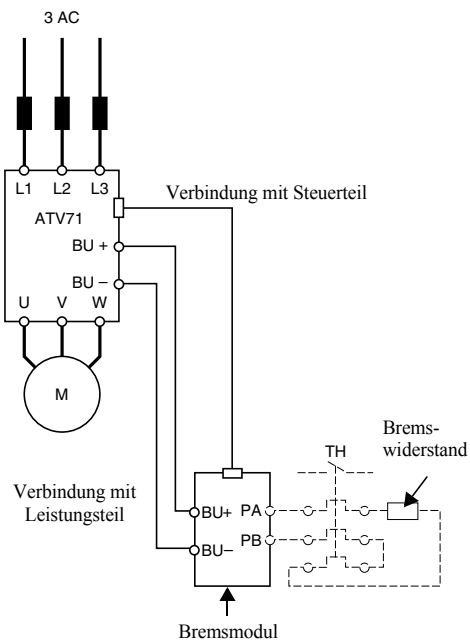 3 AC
L1 L2 L3
Verbindung mit Steuerteil
ATV71
BU +
BU –
U V W
M
Brems-
widerstand
TH
Verbindung mit
Leistungsteil
BU+ PA
PB
BU–
Bremsmodul